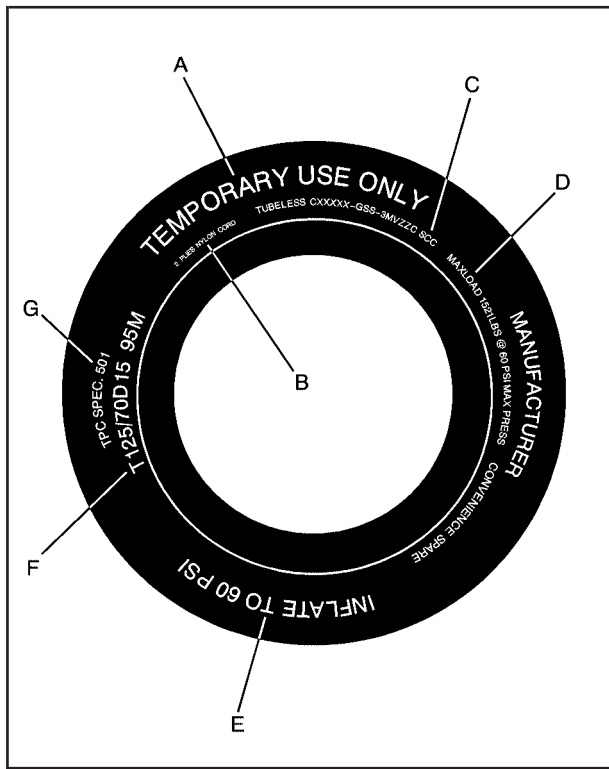 A
C
TEMPORARY USE ONLY
TUBELESS CXXXXX-GSS-3MVZZC SCC
2 PLIES NYLON CORD
D
MAXLOAD 1521LBS @ 60 PSI MAX PRESS
MANUFACTURER
G
TPC SPEC. 501
T125/70D15 95M
B
CONVENIENCE SPARE
F
INFLATE TO 60 PSI
E